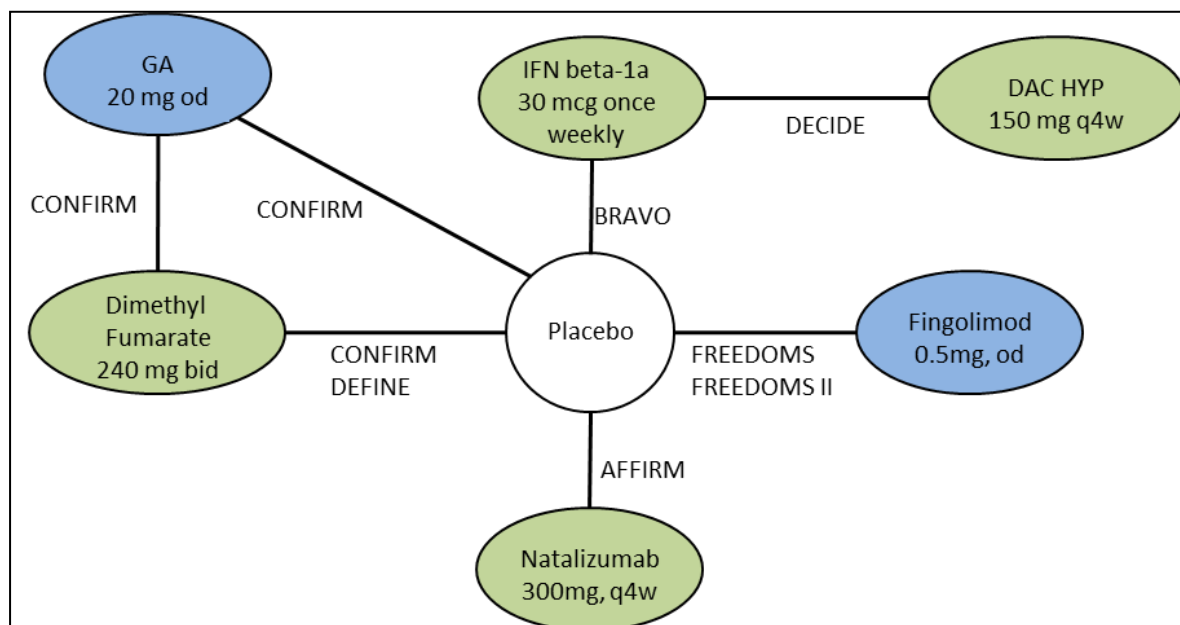 GA
20 mg od
IFN beta-1a
30 mcg once
weekly
DAC HYP
150 mg q4w
DECIDE
CONFIRM
CONFIRM
BRAVO
Dimethyl
Fumarate
240 mg bid
Placebo
Fingolimod
0.5mg, od
CONFIRM
DEFINE
FREEDOMS
FREEDOMS II
AFFIRM
Natalizumab
300mg, q4w